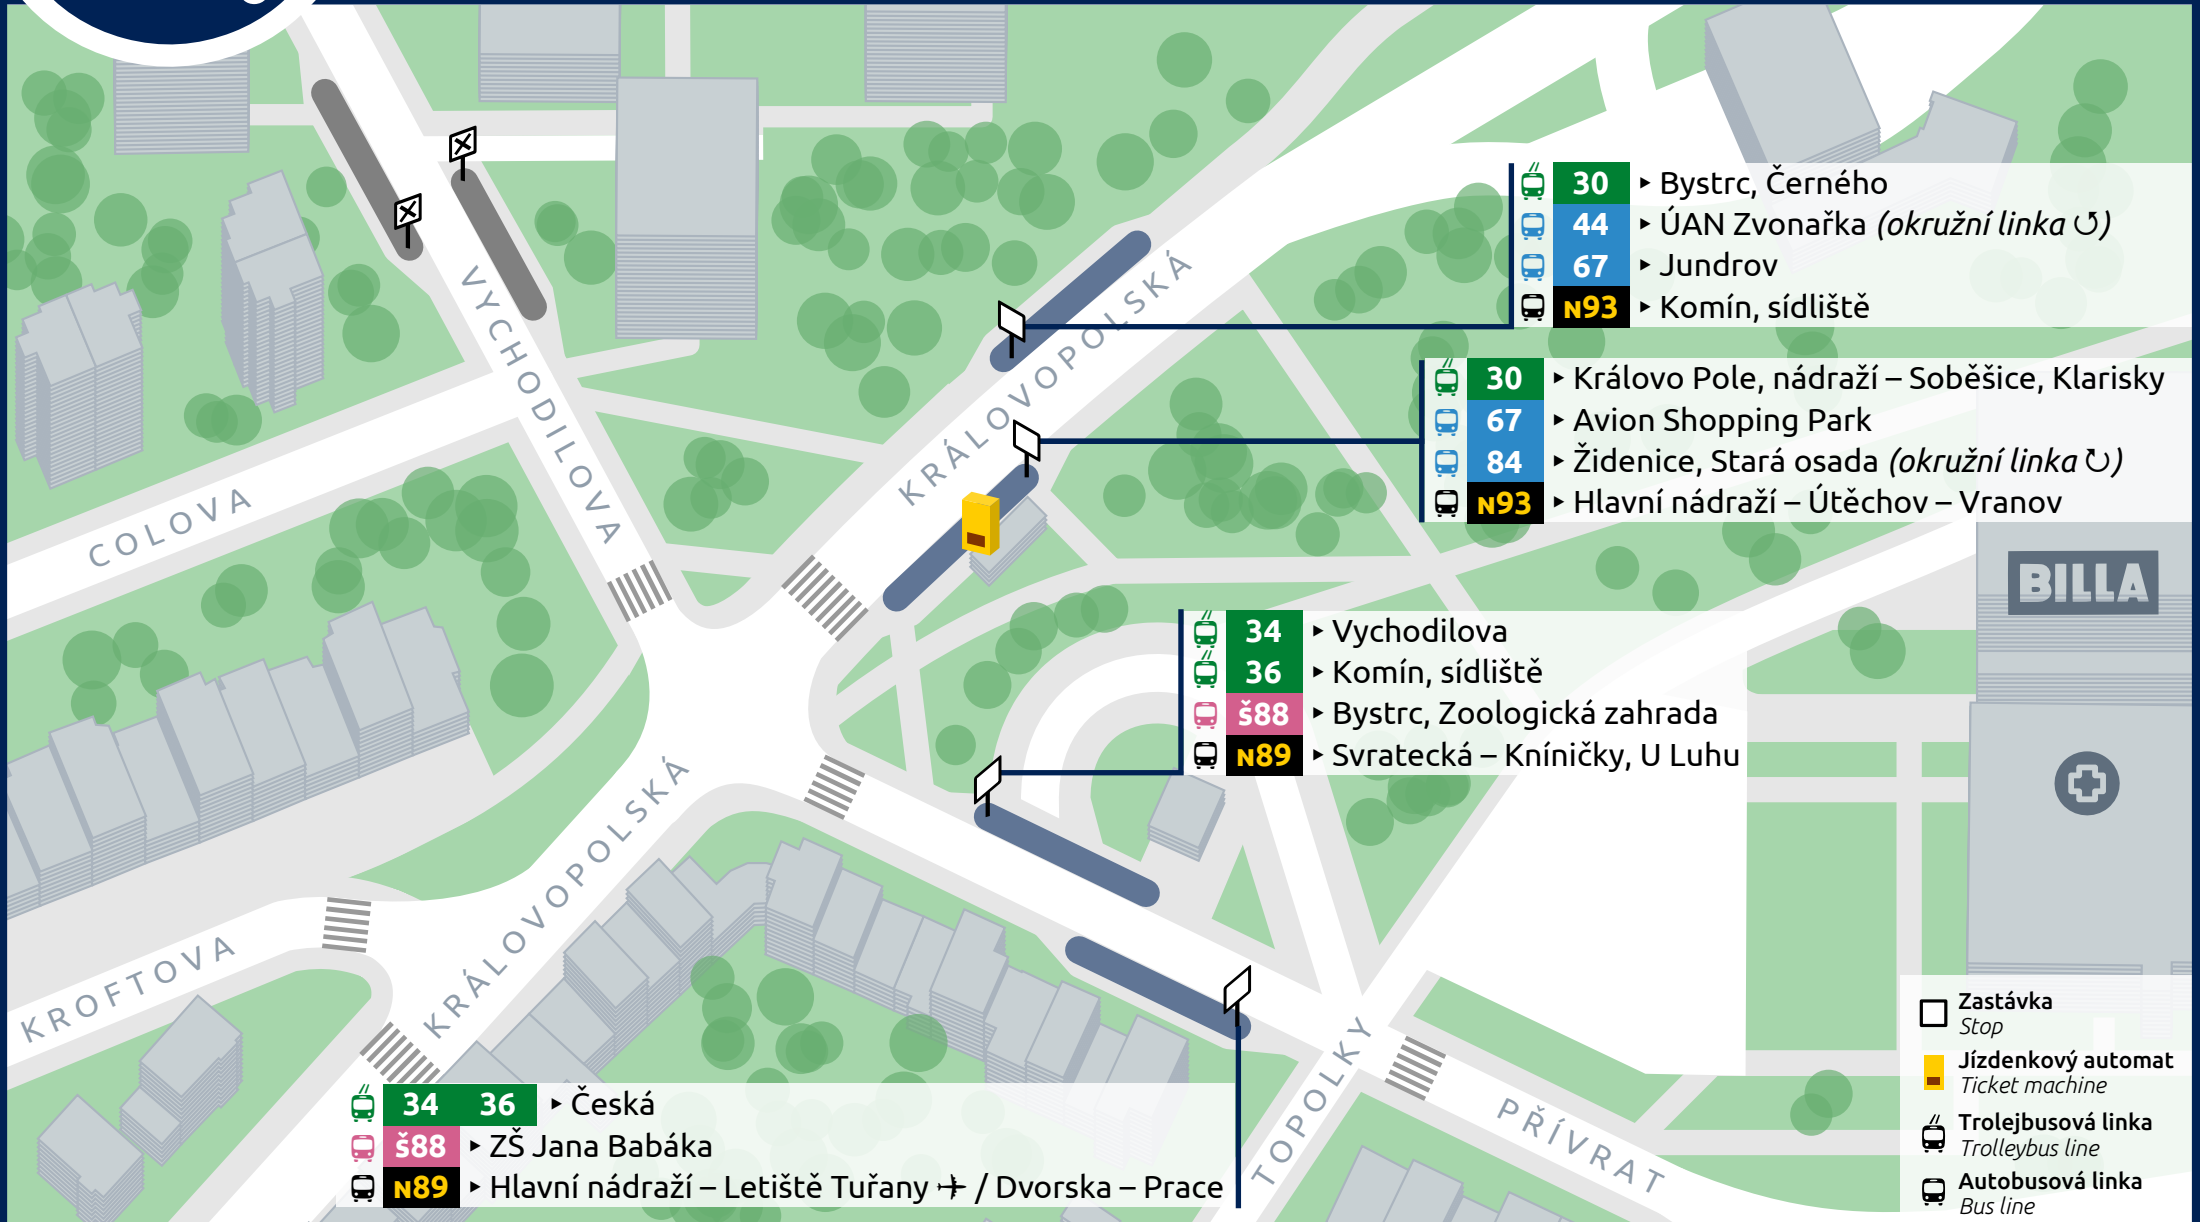 30 ‣ Bystrc, Černého
44 ‣ ÚAN Zvonařka (okružní linka ↺)
67 ‣ Jundrov
N93 ‣ Komín, sídliště
VYCHODILOVA
KRÁLOVOPOLSKÁ
30 ‣ Královo Pole, nádraží – Soběšice, Klarisky
67 ‣ Avion Shopping Park
84 ‣ Židenice, Stará osada (okružní linka ↻)
N93 ‣ Hlavní nádraží – Útěchov – Vranov
COLOVA
BILLA
34 ‣ Vychodilova
36 ‣ Komín, sídliště
š88 ‣ Bystrc, Zoologická zahrada
N89 ‣ Svratecká – Kníničky, U Luhu
KRÁLOVOPOLSKÁ
KROFTOVA
TOPOLKY
PŘÍVRAT
34 36 ‣ Česká
š88 ‣ ZŠ Jana Babáka
N89 ‣ Hlavní nádraží – Letiště Tuřany ✈ / Dvorska – Prace
Zastávka
Stop
Jízdenkový automat
Ticket machine
Trolejbusová linka
Trolleybus line
Autobusová linka
Bus line